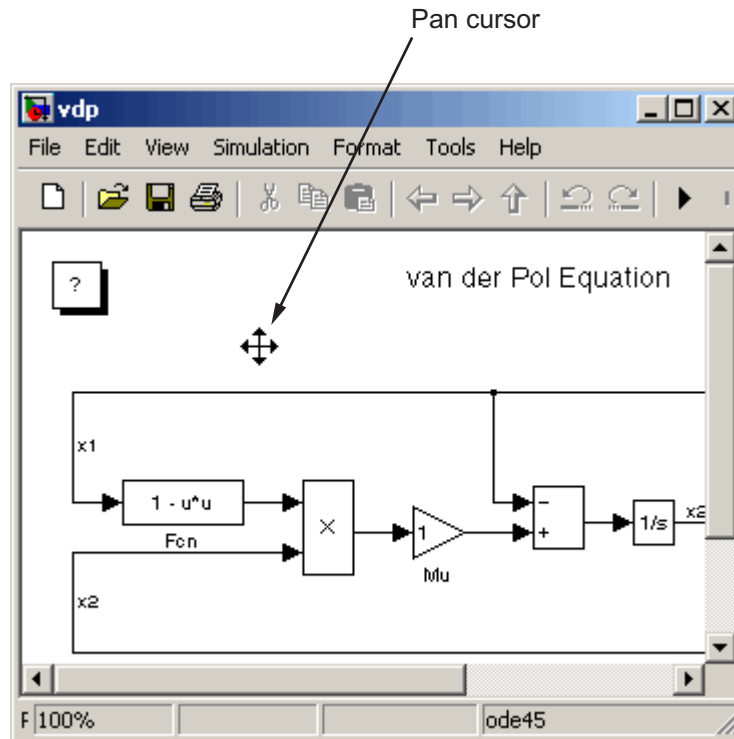 Pan cursor
vdp
File Edit View Simulation Format Tools Help
?
van der Pol Equation
x1
1 - u*u
Fcn
×
1
Mu
−
+
1/s
x2
x2
F 100%
ode45